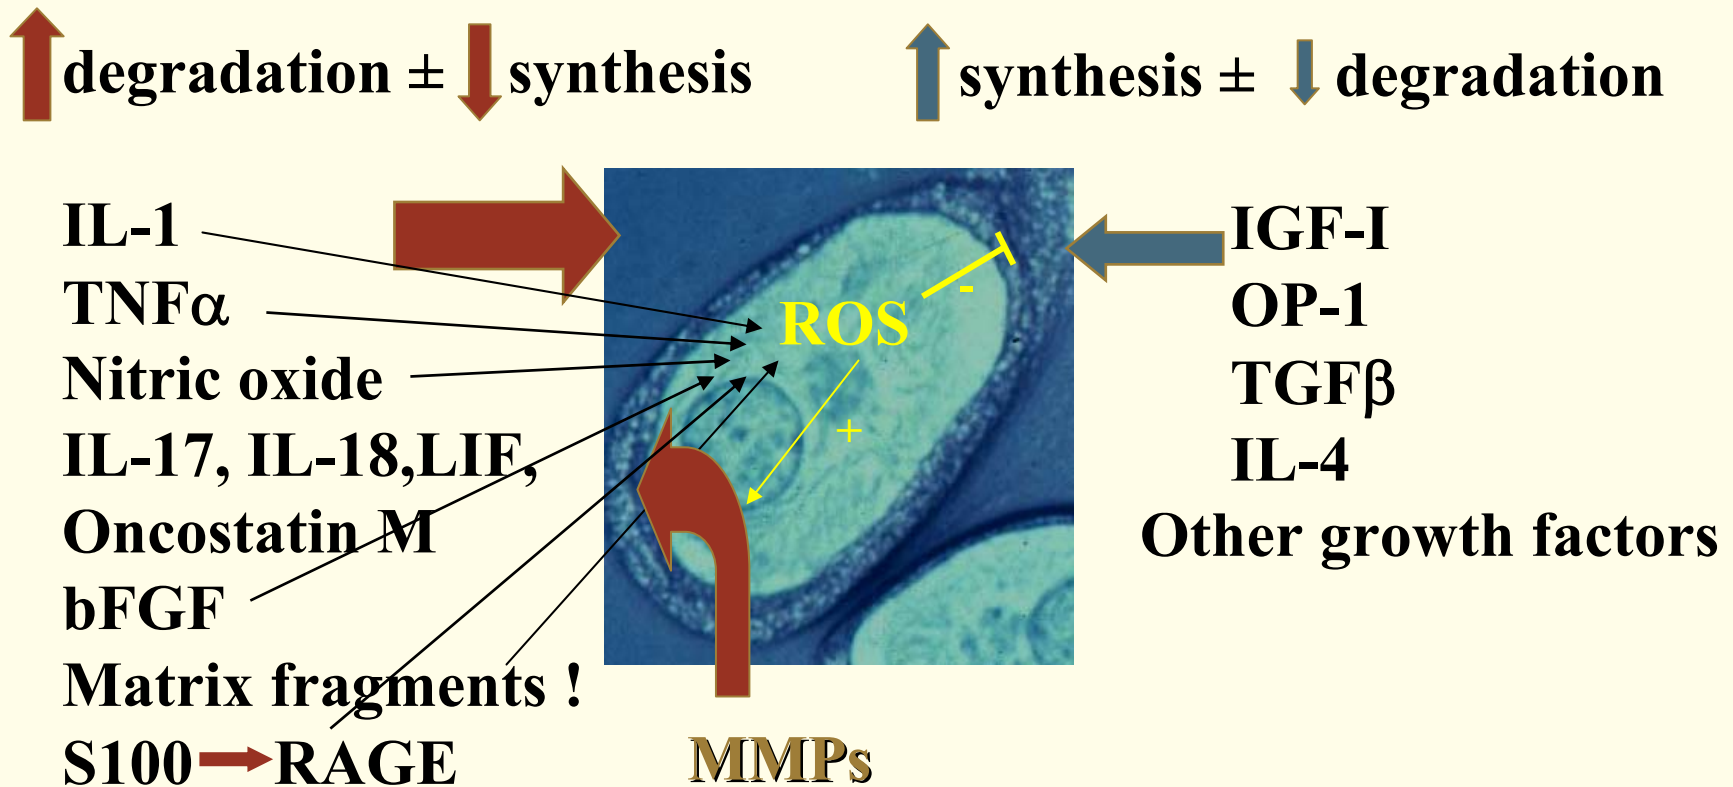 degradation ± synthesis
synthesis ± degradation
IL-1
TNFα
Nitric oxide
IL-17, IL-18,LIF,
Oncostatin M
bFGF
Matrix fragments !
S100 RAGE
ROS
-
+
MMPs
IGF-I
OP-1
TGFβ
IL-4
Other growth factors